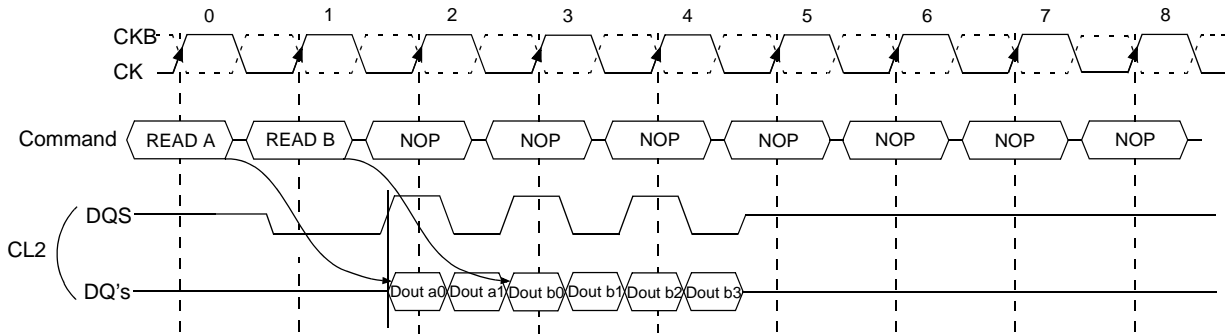 0 1 2 3 4 5 6 7 8
CKB
CK
Command READ A READ B NOP NOP NOP NOP NOP NOP NOP
DQS
CL2
DQ's Dout a0 Dout a1 Dout b0 Dout b1 Dout b2 Dout b3